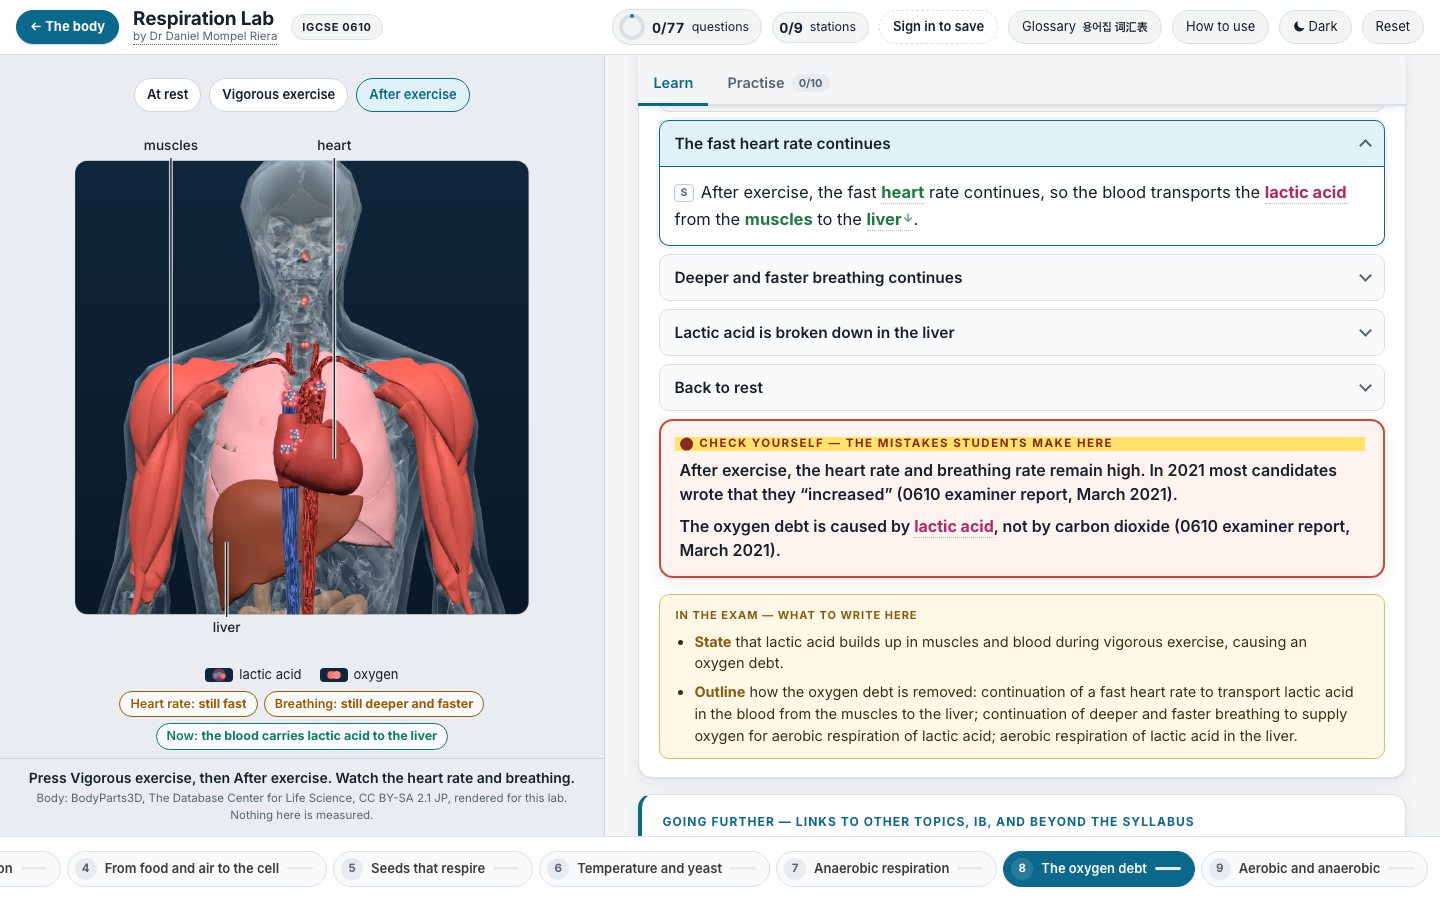 ← The body
Respiration Lab
by Dr Daniel Mompel Riera
IGCSE 0610
0/77 questions
0/9 stations
Sign in to save
Glossary 용어집 词汇表
How to use
Dark
Reset
At rest
Vigorous exercise
After exercise
muscles
heart
liver
lactic acid
oxygen
Heart rate: still fast
Breathing: still deeper and faster
Now: the blood carries lactic acid to the liver
Press Vigorous exercise, then After exercise. Watch the heart rate and breathing.
Body: BodyParts3D, The Database Center for Life Science, CC BY-SA 2.1 JP, rendered for this lab.
Nothing here is measured.
Learn
Practise 0/10
The fast heart rate continues
S After exercise, the fast heart rate continues, so the blood transports the lactic acid
from the muscles to the liver↓.
Deeper and faster breathing continues
Lactic acid is broken down in the liver
Back to rest
CHECK YOURSELF — THE MISTAKES STUDENTS MAKE HERE
After exercise, the heart rate and breathing rate remain high. In 2021 most candidates
wrote that they “increased” (0610 examiner report, March 2021).
The oxygen debt is caused by lactic acid, not by carbon dioxide (0610 examiner report,
March 2021).
IN THE EXAM — WHAT TO WRITE HERE
• State that lactic acid builds up in muscles and blood during vigorous exercise, causing an
oxygen debt.
• Outline how the oxygen debt is removed: continuation of a fast heart rate to transport lactic acid
in the blood from the muscles to the liver; continuation of deeper and faster breathing to supply
oxygen for aerobic respiration of lactic acid; aerobic respiration of lactic acid in the liver.
GOING FURTHER — LINKS TO OTHER TOPICS, IB, AND BEYOND THE SYLLABUS
on
4 From food and air to the cell
5 Seeds that respire
6 Temperature and yeast
7 Anaerobic respiration
8 The oxygen debt
9 Aerobic and anaerobic